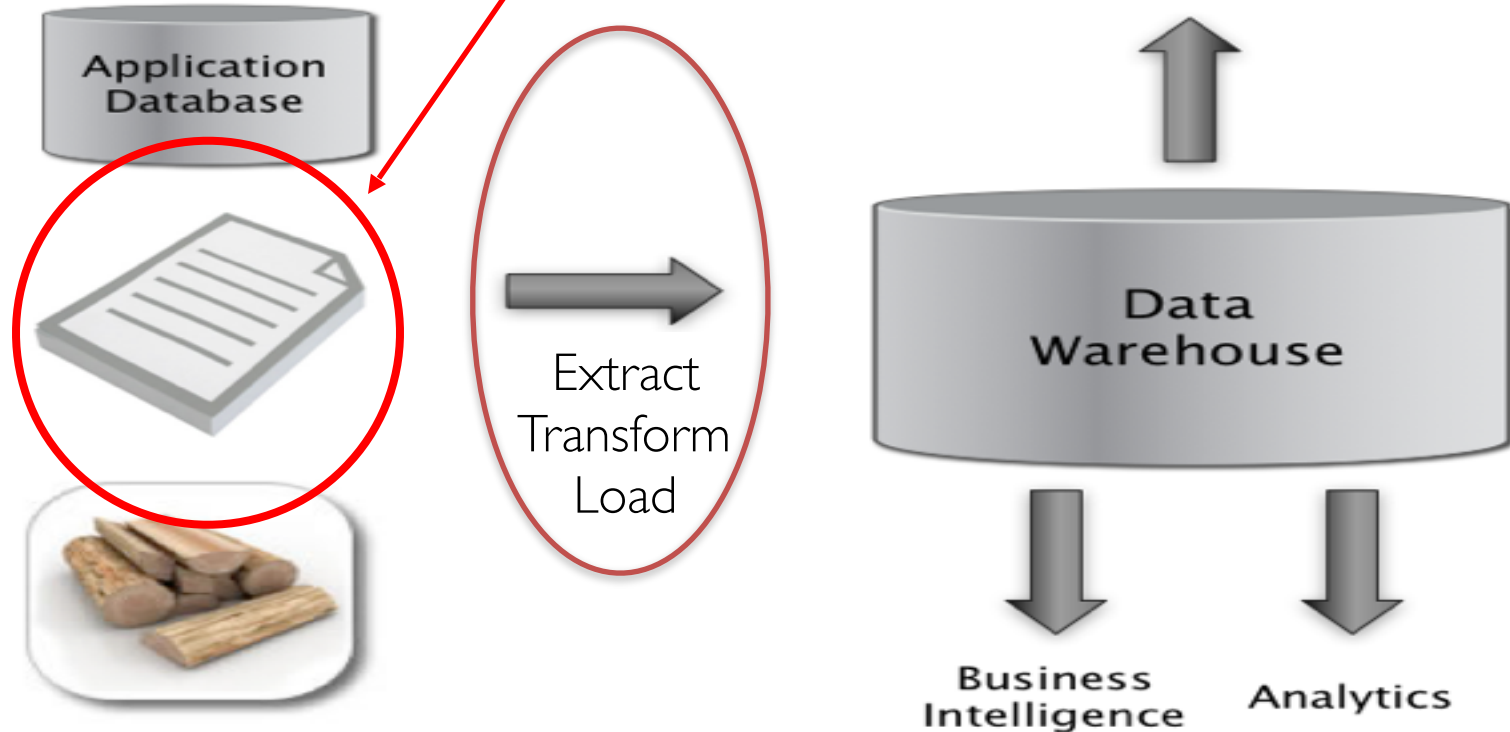 Application
Database
Extract
Transform
Load
Data
Warehouse
Business
Intelligence
Analytics